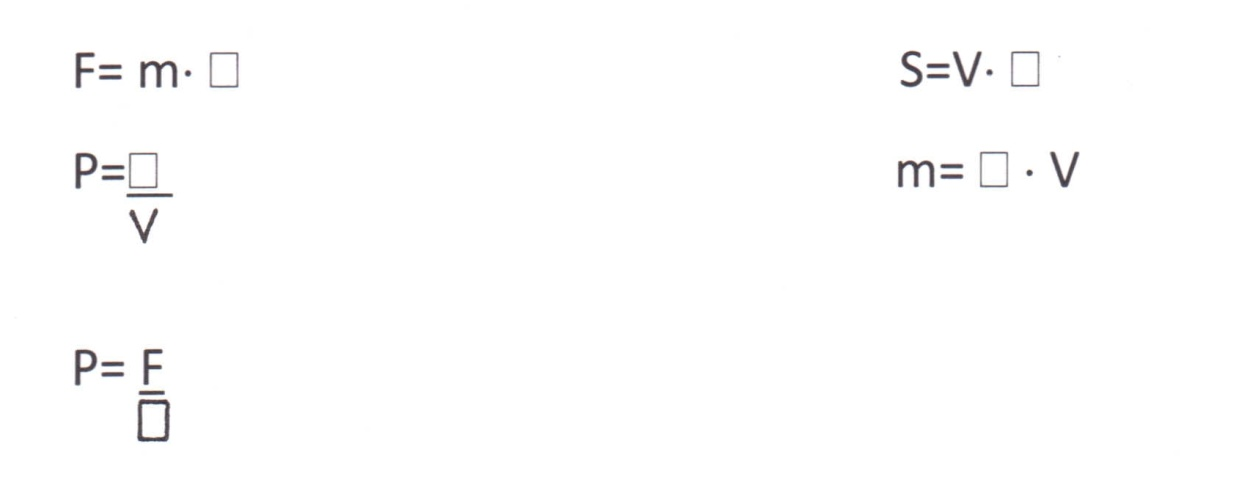 F= m· □
S=V· □
P=□
V
m= □ · V
P= F
□